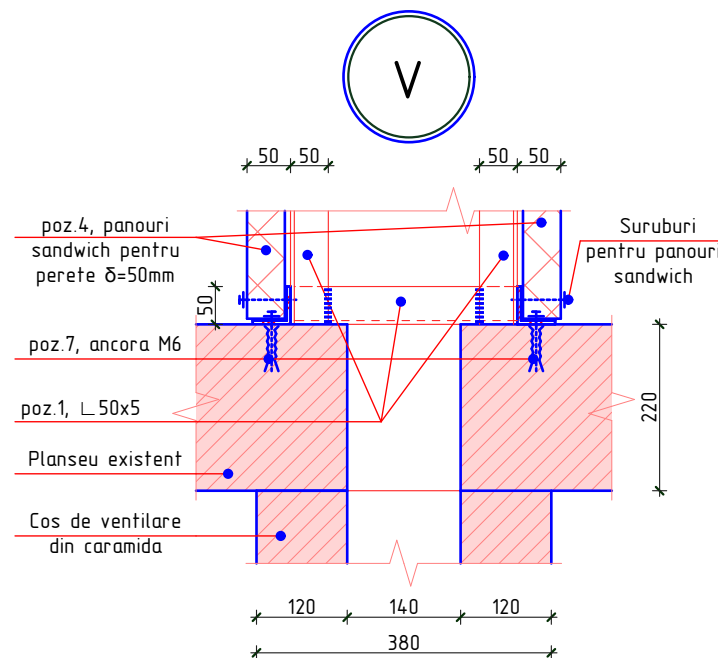 V
50 50
50 50
poz.4, panouri
sandwich pentru
perete δ=50mm
Suruburi
pentru panouri
sandwich
50
poz.7, ancora M6
poz.1, ∟50x5
220
Planseu existent
Cos de ventilare
din caramida
120 140 120
380